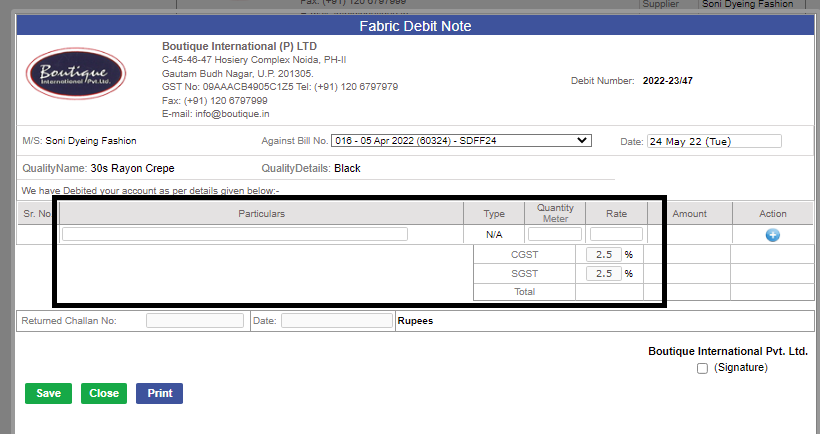 Fax: (+91) 120 6797999
Supplier
Soni Dyeing Fashion
Fabric Debit Note
Boutique
International Pvt. Ltd.
Boutique International (P) LTD
C-45-46-47 Hosiery Complex Noida, PH-II
Gautam Budh Nagar, U.P. 201305.
GST No: 09AAACB4905C1Z5 Tel: (+91) 120 6797979
Fax: (+91) 120 6797999
E-mail: info@boutique.in
Debit Number: 2022-23/47
M/S: Soni Dyeing Fashion Against Bill No. 016 - 05 Apr 2022 (60324) - SDFF24 Date: 24 May 22 (Tue)
QualityName: 30s Rayon Crepe QualityDetails: Black
We have Debited your account as per details given below:-
Sr. No. Particulars Type Quantity Meter Rate Amount Action
N/A
CGST 2.5 %
SGST 2.5 %
Total
Returned Challan No: Date: Rupees
Boutique International Pvt. Ltd.
(Signature)
Save Close Print